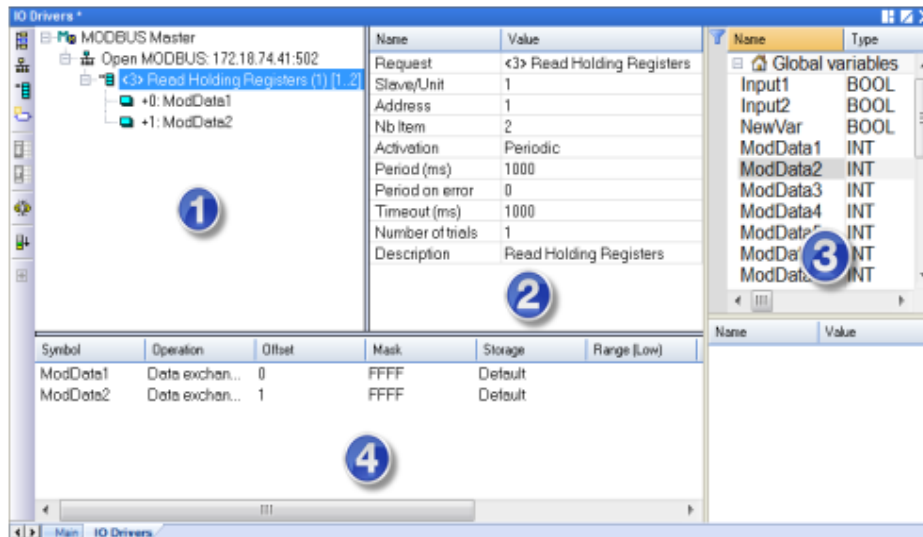 IO Drivers *
MODBUS Master
Open MODBUS: 172.18.74.41:502
<3> Read Holding Registers (1) [1..2]
+0: ModData1
+1: ModData2
1
Name Value
Request <3> Read Holding Registers
Slave/Unit 1
Address 1
Nb Item 2
Activation Periodic
Period (ms) 1000
Period on error 0
Timeout (ms) 1000
Number of trials 1
Description Read Holding Registers
2
Name Type
Global variables
Input1 BOOL
Input2 BOOL
NewVar BOOL
ModData1 INT
ModData2 INT
ModData3 INT
ModData4 INT
INT
INT
INT
3
Name Value
Symbol Operation Offset Mask Storage Range (Low)
ModData1 Data exchan... 0 FFFF Default
ModData2 Data exchan... 1 FFFF Default
4
Main IO Drivers